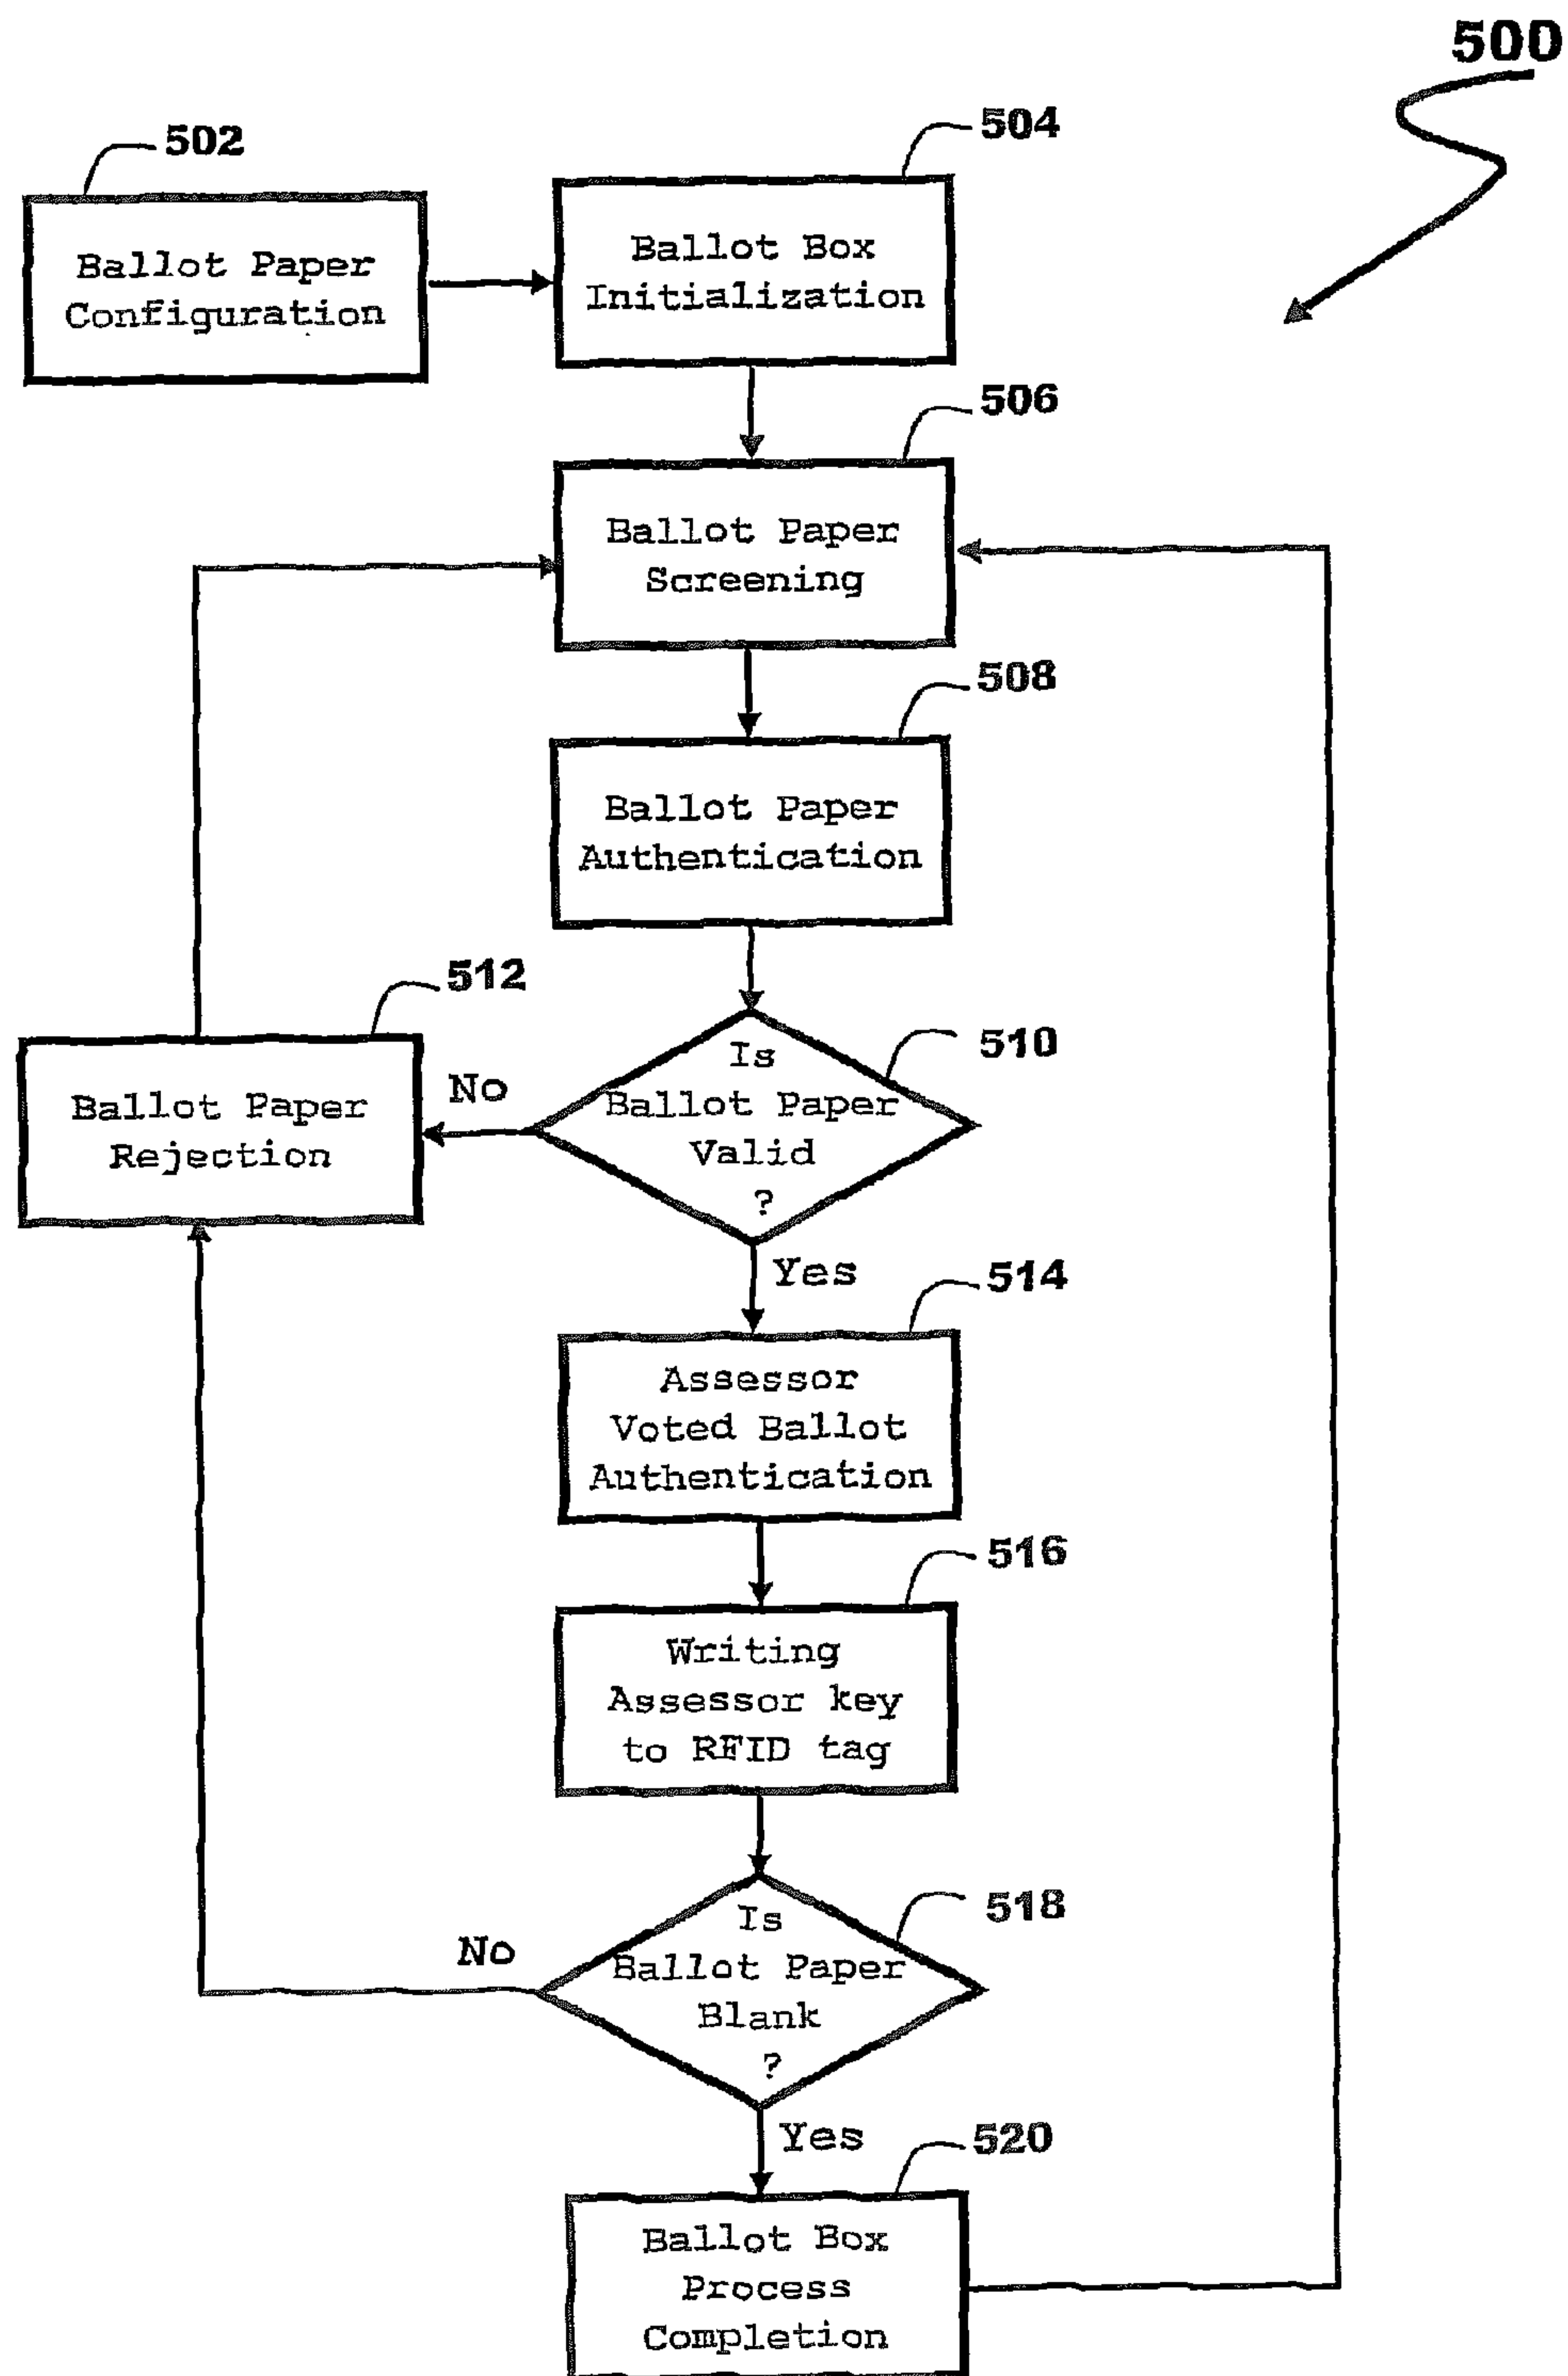 500
502
504
Ballot Paper
Configuration
Ballot Box
Initialization
506
Ballot Paper
Screening
508
Ballot Paper
Authentication
512
Ballot Paper
Rejection
No
510
Is
Ballot Paper
Valid
?
Yes
514
Assessor
Voted Ballot
Authentication
516
Writing
Assessor key
to RFID tag
518
Is
Ballot Paper
Blank
?
No
Yes
520
Ballot Box
Process
Completion